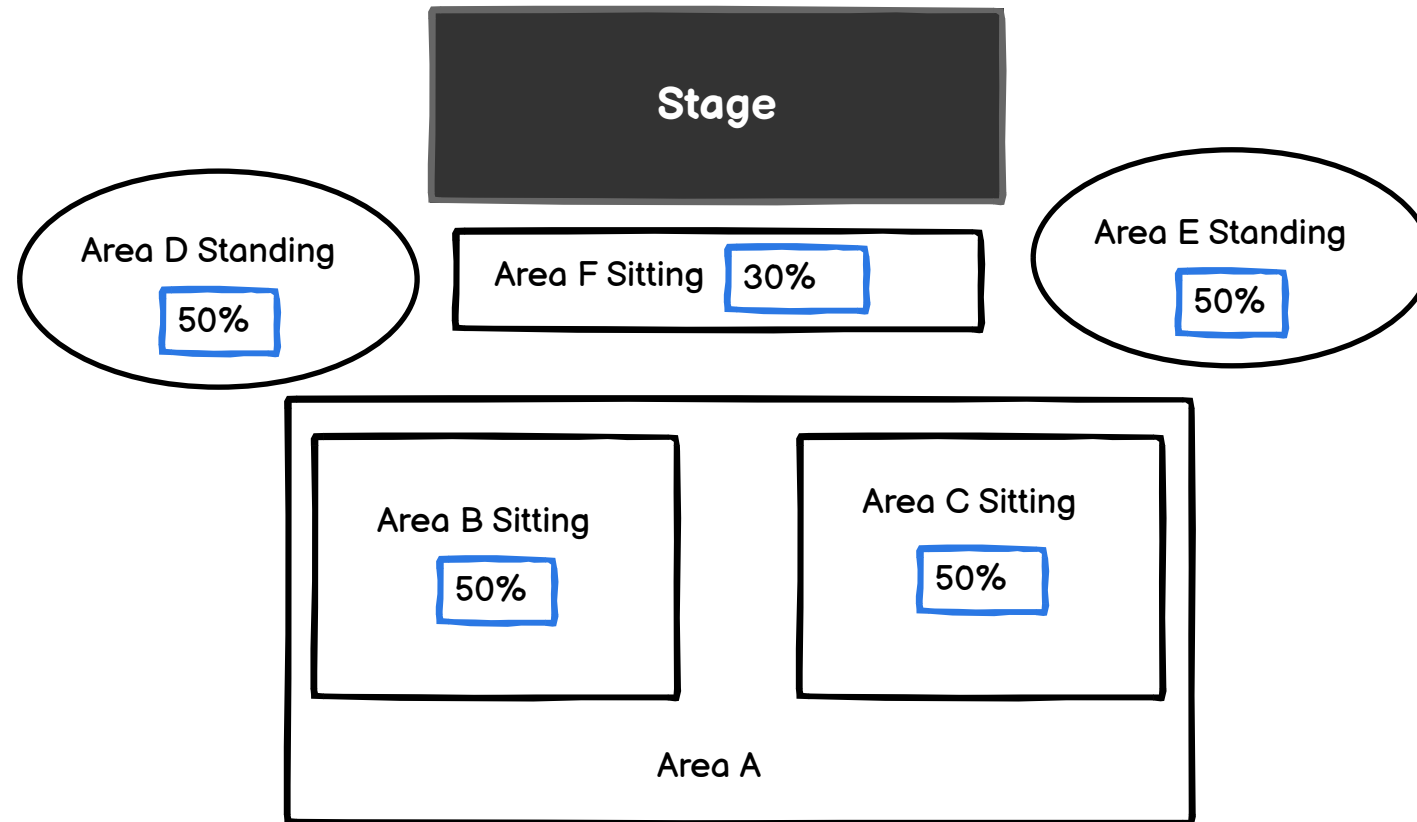 Stage
Area D Standing
50%
Area F Sitting
30%
Area E Standing
50%
Area B Sitting
50%
Area C Sitting
50%
Area A